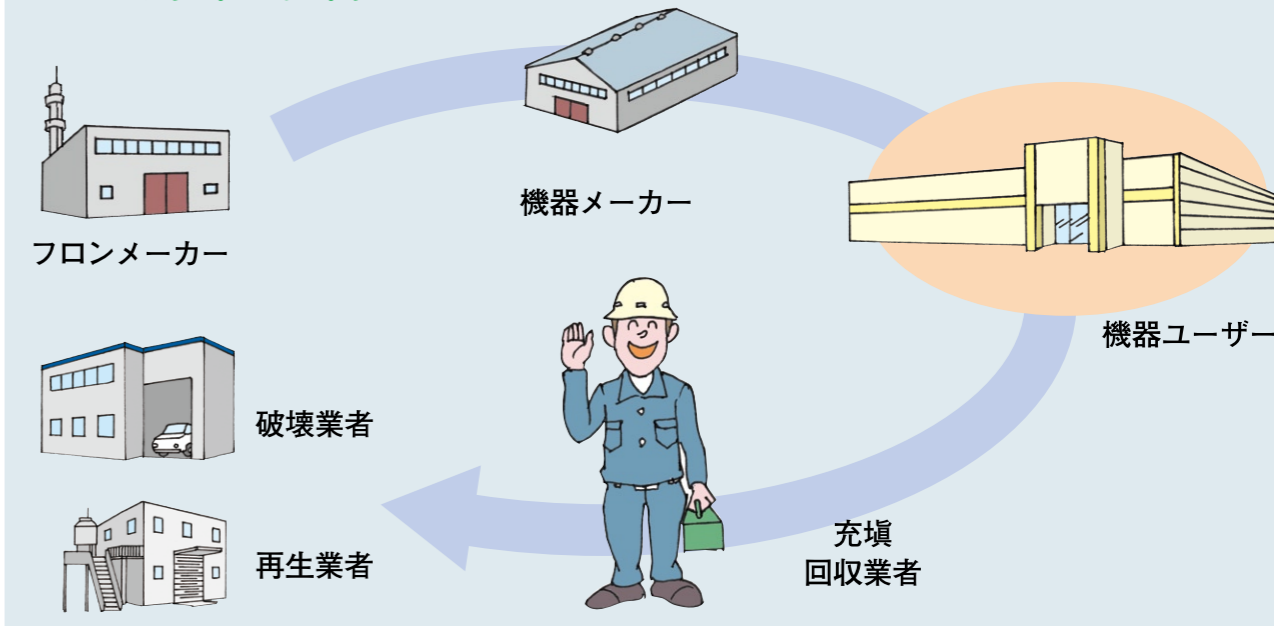 機器メーカー
フロンメーカー
機器ユーザー
破壊業者
再生業者
充塡
回収業者